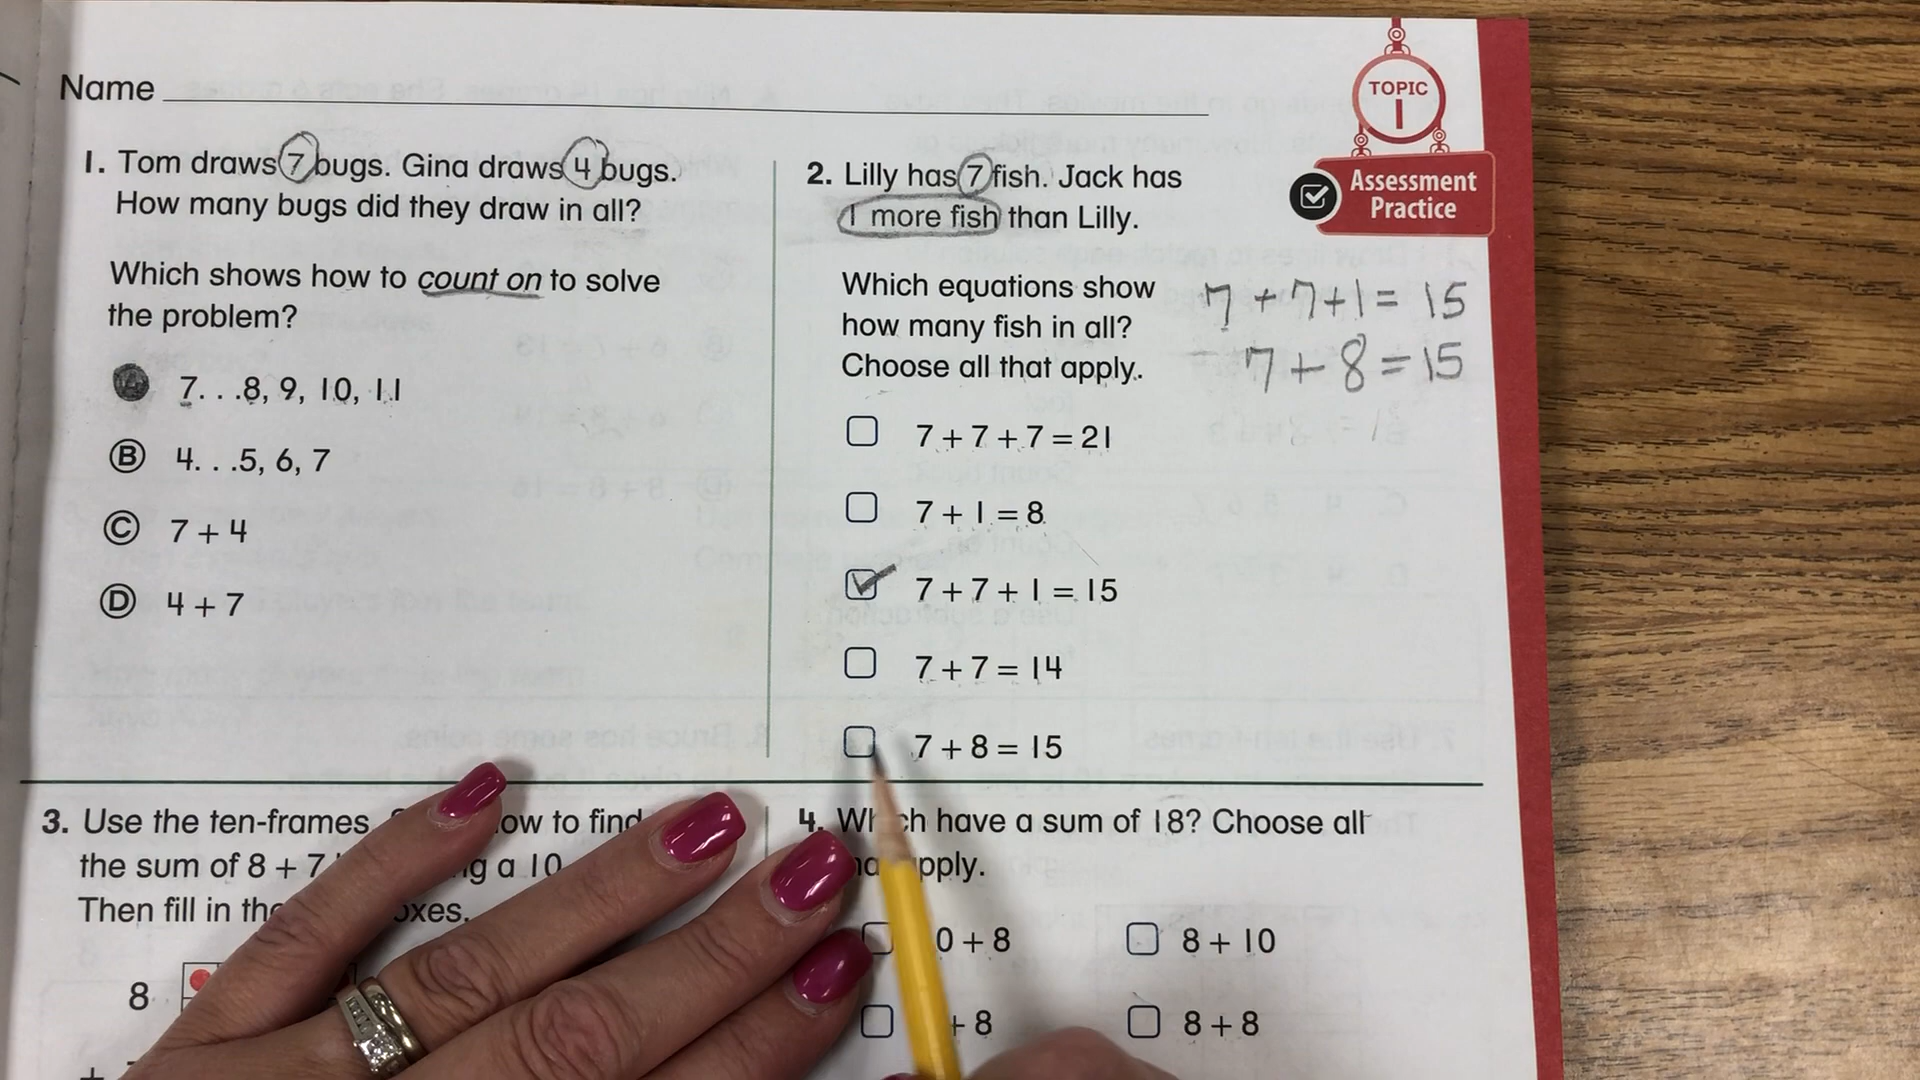 Name
TOPIC
1
Assessment
Practice
1. Tom draws 7 bugs. Gina draws 4 bugs.
How many bugs did they draw in all?
Which shows how to count on to solve
the problem?
7. . .8, 9, 10, 11
B 4. . .5, 6, 7
C 7 + 4
D 4 + 7
2. Lilly has 7 fish. Jack has
1 more fish than Lilly.
Which equations show
how many fish in all?
Choose all that apply.
7 + 7 + 1 = 15
7 + 8 = 15
7 + 7 + 7 = 21
7 + 1 = 8
7 + 7 + 1 = 15
7 + 7 = 14
7 + 8 = 15
3. Use the ten-frames.
to find
the sum of 8 + 7
a 10
Then fill in
8
+
4. have a sum of 18? Choose all
0 + 8
8 + 10
+ 8
8 + 8